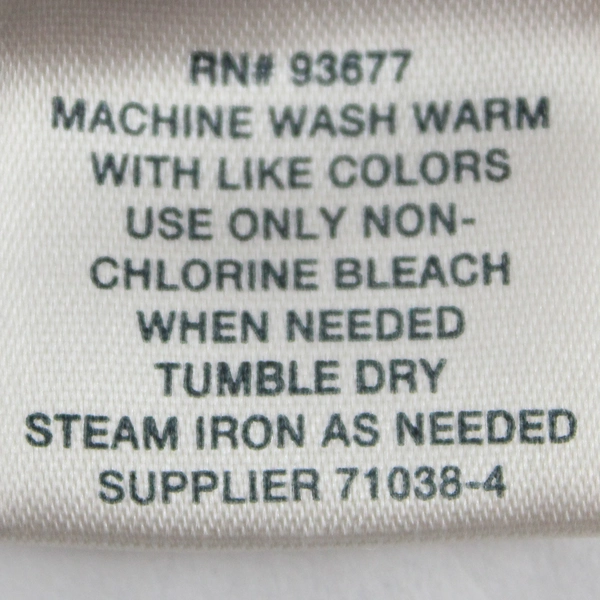 RN# 93677
MACHINE WASH WARM
WITH LIKE COLORS
USE ONLY NON-
CHLORINE BLEACH
WHEN NEEDED
TUMBLE DRY
STEAM IRON AS NEEDED
SUPPLIER 71038-4